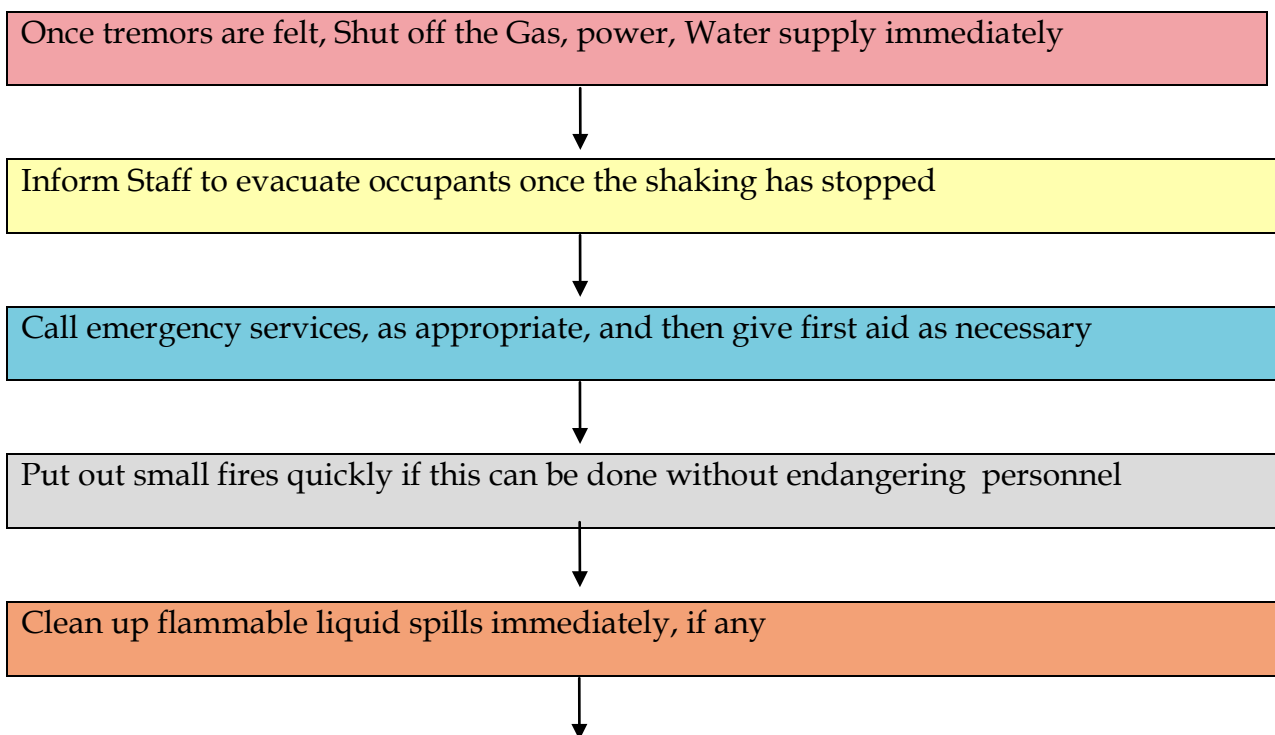 Once tremors are felt, Shut off the Gas, power, Water supply immediately
Inform Staff to evacuate occupants once the shaking has stopped
Call emergency services, as appropriate, and then give first aid as necessary
Put out small fires quickly if this can be done without endangering  personnel
Clean up flammable liquid spills immediately, if any